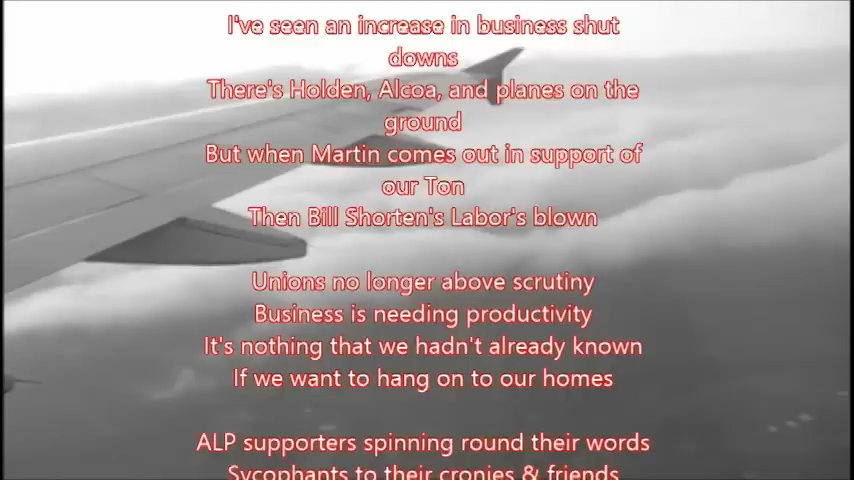 I've seen an increase in business shut
downs
There's Holden, Alcoa, and planes on the
ground
But when Martin comes out in support of
our Ton
Then Bill Shorten's Labor's blown
Unions no longer above scrutiny
Business is needing productivity
It's nothing that we hadn't already known
If we want to hang on to our homes
ALP supporters spinning round their words
Sycophants to their cronies & friends